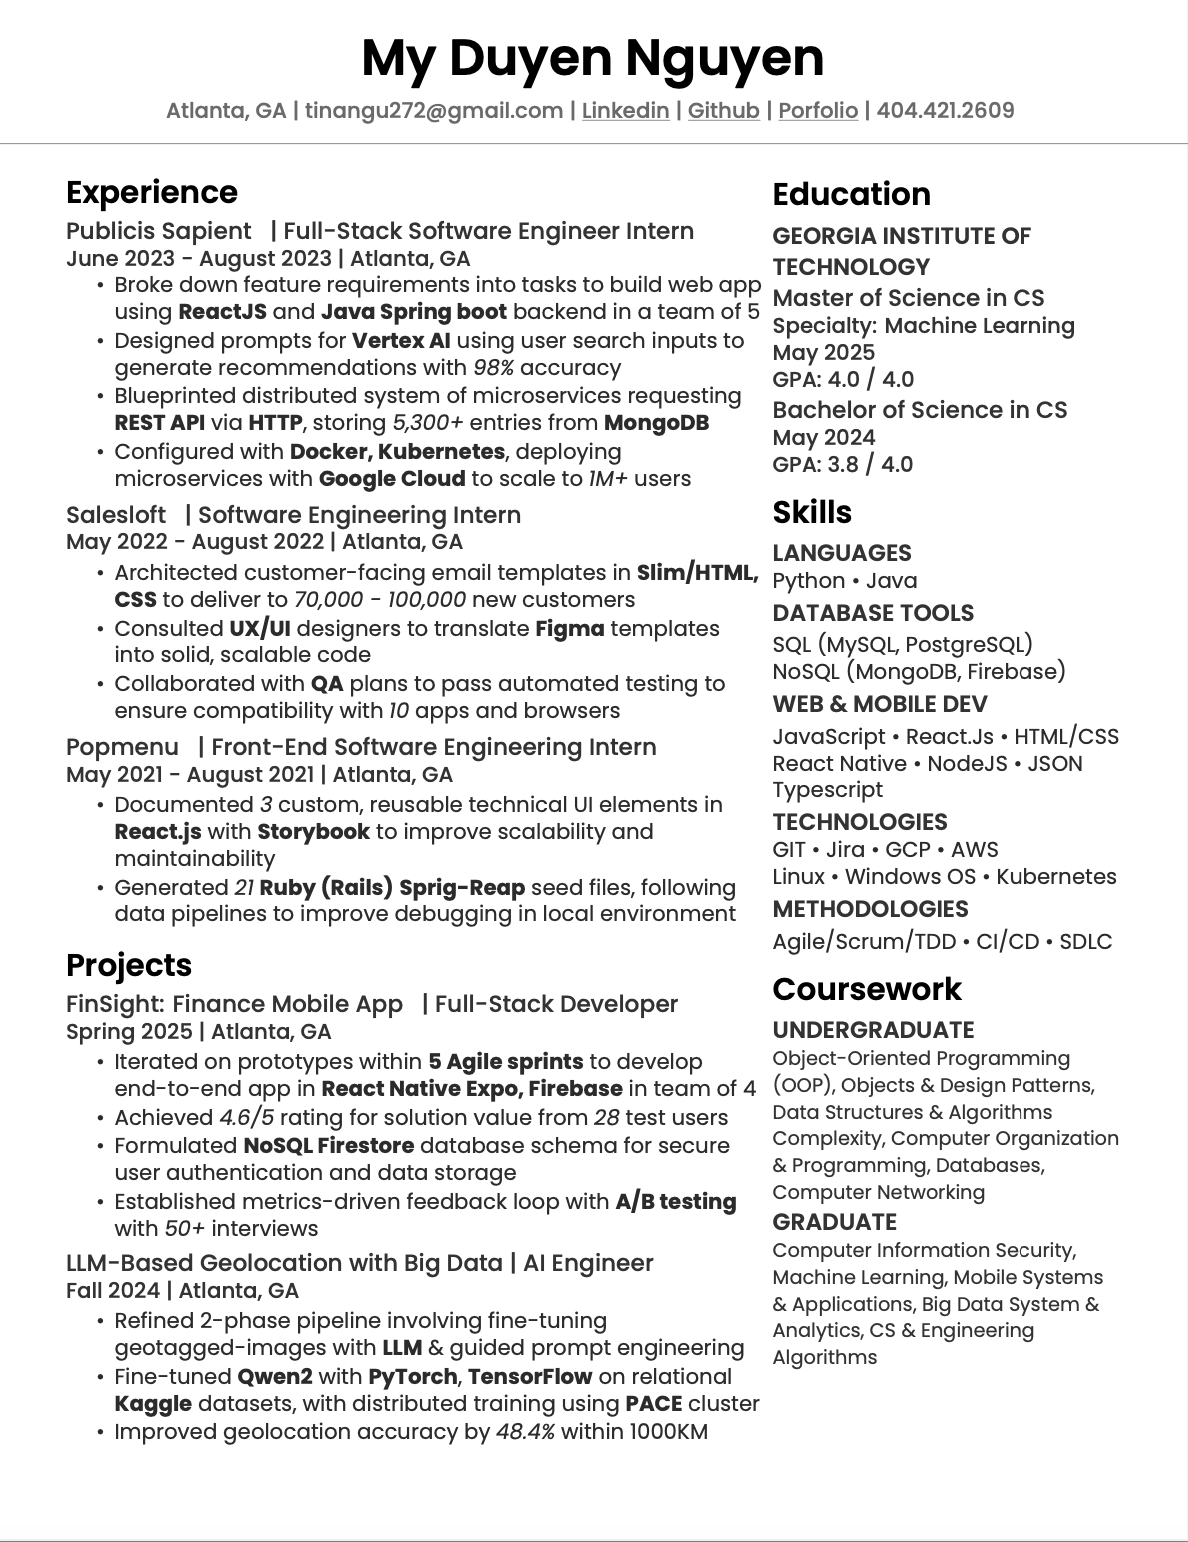 My Duyen Nguyen
Atlanta, GA | tinangu272@gmail.com | Linkedin | Github | Porfolio | 404.421.2609
Experience
Publicis Sapient | Full-Stack Software Engineer Intern
June 2023 - August 2023 | Atlanta, GA
• Broke down feature requirements into tasks to build web app
using ReactJS and Java Spring boot backend in a team of 5
• Designed prompts for Vertex AI using user search inputs to
generate recommendations with 98% accuracy
• Blueprinted distributed system of microservices requesting
REST API via HTTP, storing 5,300+ entries from MongoDB
• Configured with Docker, Kubernetes, deploying
microservices with Google Cloud to scale to 1M+ users
Salesloft | Software Engineering Intern
May 2022 - August 2022 | Atlanta, GA
• Architected customer-facing email templates in Slim/HTML,
CSS to deliver to 70,000 - 100,000 new customers
• Consulted UX/UI designers to translate Figma templates
into solid, scalable code
• Collaborated with QA plans to pass automated testing to
ensure compatibility with 10 apps and browsers
Popmenu | Front-End Software Engineering Intern
May 2021 - August 2021 | Atlanta, GA
• Documented 3 custom, reusable technical UI elements in
React.js with Storybook to improve scalability and
maintainability
• Generated 21 Ruby (Rails) Sprig-Reap seed files, following
data pipelines to improve debugging in local environment
Projects
FinSight: Finance Mobile App | Full-Stack Developer
Spring 2025 | Atlanta, GA
• Iterated on prototypes within 5 Agile sprints to develop
end-to-end app in React Native Expo, Firebase in team of 4
• Achieved 4.6/5 rating for solution value from 28 test users
• Formulated NoSQL Firestore database schema for secure
user authentication and data storage
• Established metrics-driven feedback loop with A/B testing
with 50+ interviews
LLM-Based Geolocation with Big Data | AI Engineer
Fall 2024 | Atlanta, GA
• Refined 2-phase pipeline involving fine-tuning
geotagged-images with LLM & guided prompt engineering
• Fine-tuned Qwen2 with PyTorch, TensorFlow on relational
Kaggle datasets, with distributed training using PACE cluster
• Improved geolocation accuracy by 48.4% within 1000KM
Education
GEORGIA INSTITUTE OF
TECHNOLOGY
Master of Science in CS
Specialty: Machine Learning
May 2025
GPA: 4.0 / 4.0
Bachelor of Science in CS
May 2024
GPA: 3.8 / 4.0
Skills
LANGUAGES
Python • Java
DATABASE TOOLS
SQL (MySQL, PostgreSQL)
NoSQL (MongoDB, Firebase)
WEB & MOBILE DEV
JavaScript • React.Js • HTML/CSS
React Native • NodeJS • JSON
Typescript
TECHNOLOGIES
GIT • Jira • GCP • AWS
Linux • Windows OS • Kubernetes
METHODOLOGIES
Agile/Scrum/TDD • CI/CD • SDLC
Coursework
UNDERGRADUATE
Object-Oriented Programming
(OOP), Objects & Design Patterns,
Data Structures & Algorithms
Complexity, Computer Organization
& Programming, Databases,
Computer Networking
GRADUATE
Computer Information Security,
Machine Learning, Mobile Systems
& Applications, Big Data System &
Analytics, CS & Engineering
Algorithms